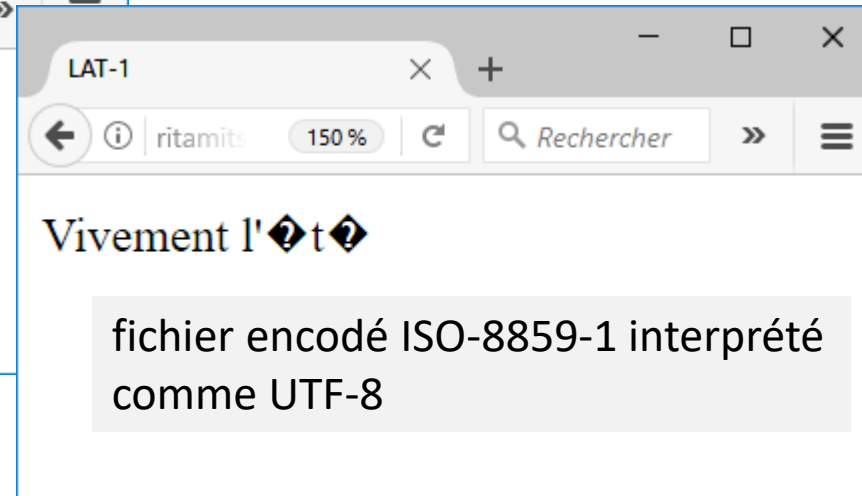 LAT-1
ritamits
150 %
Rechercher
Vivement l'�t�
fichier encodé ISO-8859-1 interprété
comme UTF-8